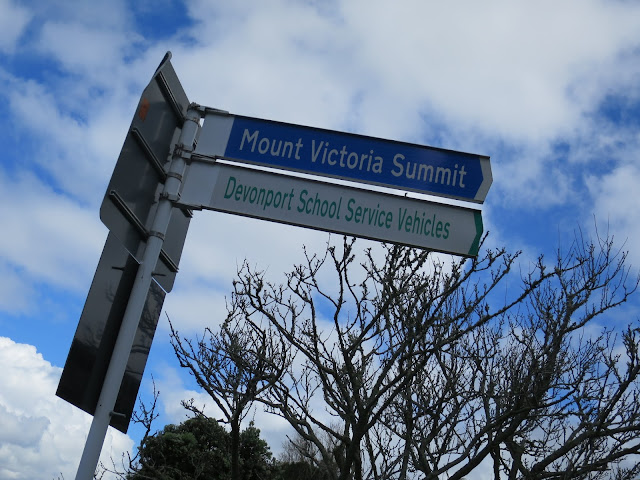 Mount Victoria Summit
Devonport School Service Vehicles